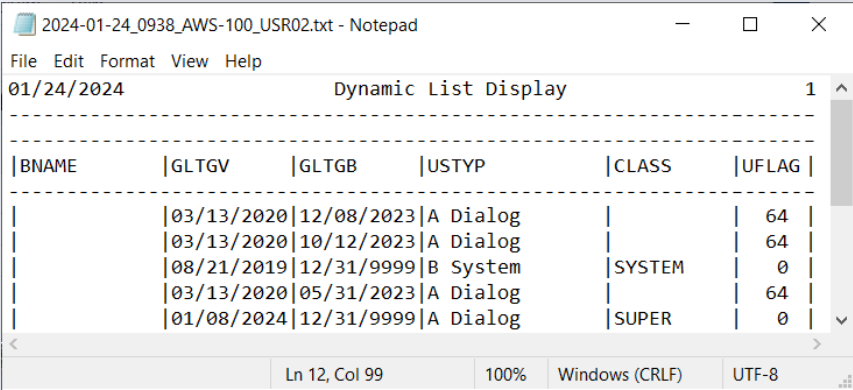 2024-01-24_0938_AWS-100_USR02.txt - Notepad
File Edit Format View Help
01/24/2024 Dynamic List Display 1
--------------------------------------------------------------------------------
--------------------------------------------------------------------------------
|BNAME |GLTGV |GLTGB |USTYP |CLASS |UFLAG|
--------------------------------------------------------------------------------
| |03/13/2020|12/08/2023|A Dialog | | 64 |
| |03/13/2020|10/12/2023|A Dialog | | 64 |
| |08/21/2019|12/31/9999|B System |SYSTEM | 0 |
| |03/13/2020|05/31/2023|A Dialog | | 64 |
| |01/08/2024|12/31/9999|A Dialog |SUPER | 0 |
Ln 12, Col 99 100% Windows (CRLF) UTF-8